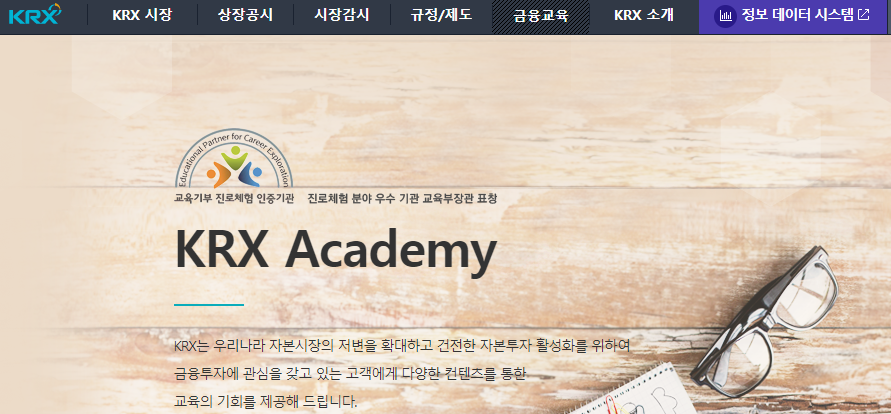 KRX
KRX 시장
상장공시
시장감시
규정/제도
금융교육
KRX 소개
정보 데이터 시스템
Educational Partner for Career Exploration
교육기부 진로체험 인증기관 진로체험 분야 우수 기관 교육부장관 표창
KRX Academy
KRX는 우리나라 자본시장의 저변을 확대하고 건전한 자본투자 활성화를 위하여
금융투자에 관심을 갖고 있는 고객에게 다양한 컨텐츠를 통한
교육의 기회를 제공해 드립니다.